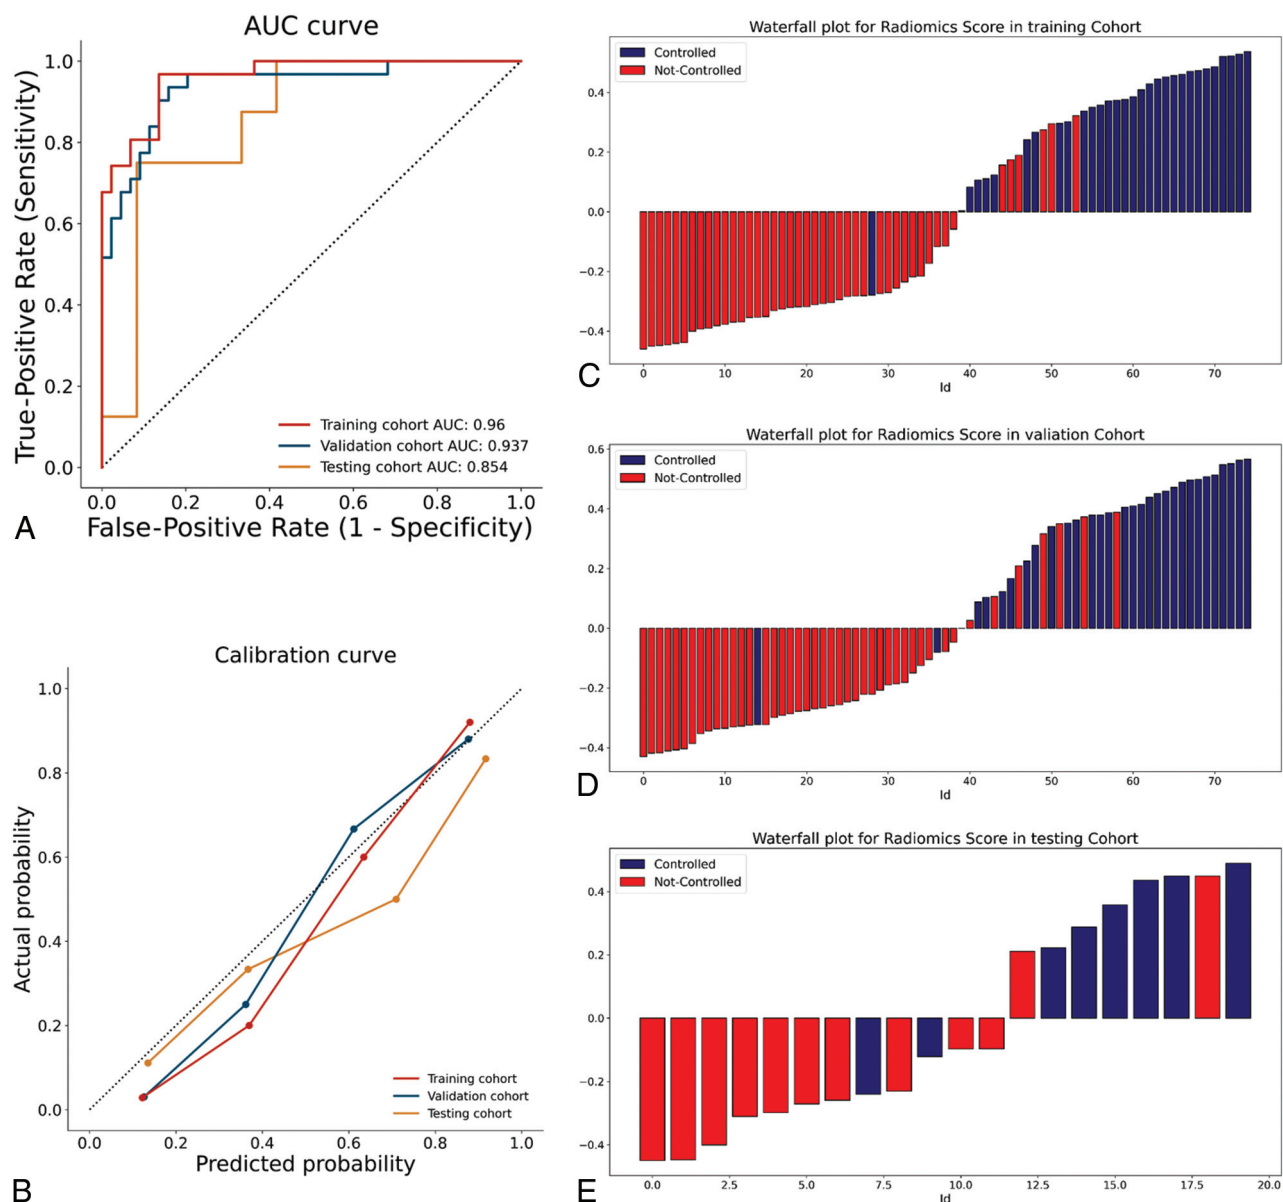 AUC curve
True-Positive Rate (Sensitivity)
1.0
0.8
0.6
0.4
0.2
0.0
Training cohort AUC: 0.96
Validation cohort AUC: 0.937
Testing cohort AUC: 0.854
0.0 0.2 0.4 0.6 0.8 1.0
False-Positive Rate (1 - Specificity)
A
Calibration curve
Actual probability
1.0
0.8
0.6
0.4
0.2
0.0
Training cohort
Validation cohort
Testing cohort
0.0 0.2 0.4 0.6 0.8 1.0
Predicted probability
B
Waterfall plot for Radiomics Score in training Cohort
Controlled
Not-Controlled
0.4
0.2
0.0
−0.2
−0.4
0 10 20 30 40 50 60 70
Id
C
Waterfall plot for Radiomics Score in valiation Cohort
Controlled
Not-Controlled
0.6
0.4
0.2
0.0
−0.2
−0.4
0 10 20 30 40 50 60 70
Id
D
Waterfall plot for Radiomics Score in testing Cohort
Controlled
Not-Controlled
0.4
0.2
0.0
−0.2
−0.4
0.0 2.5 5.0 7.5 10.0 12.5 15.0 17.5 20.0
Id
E